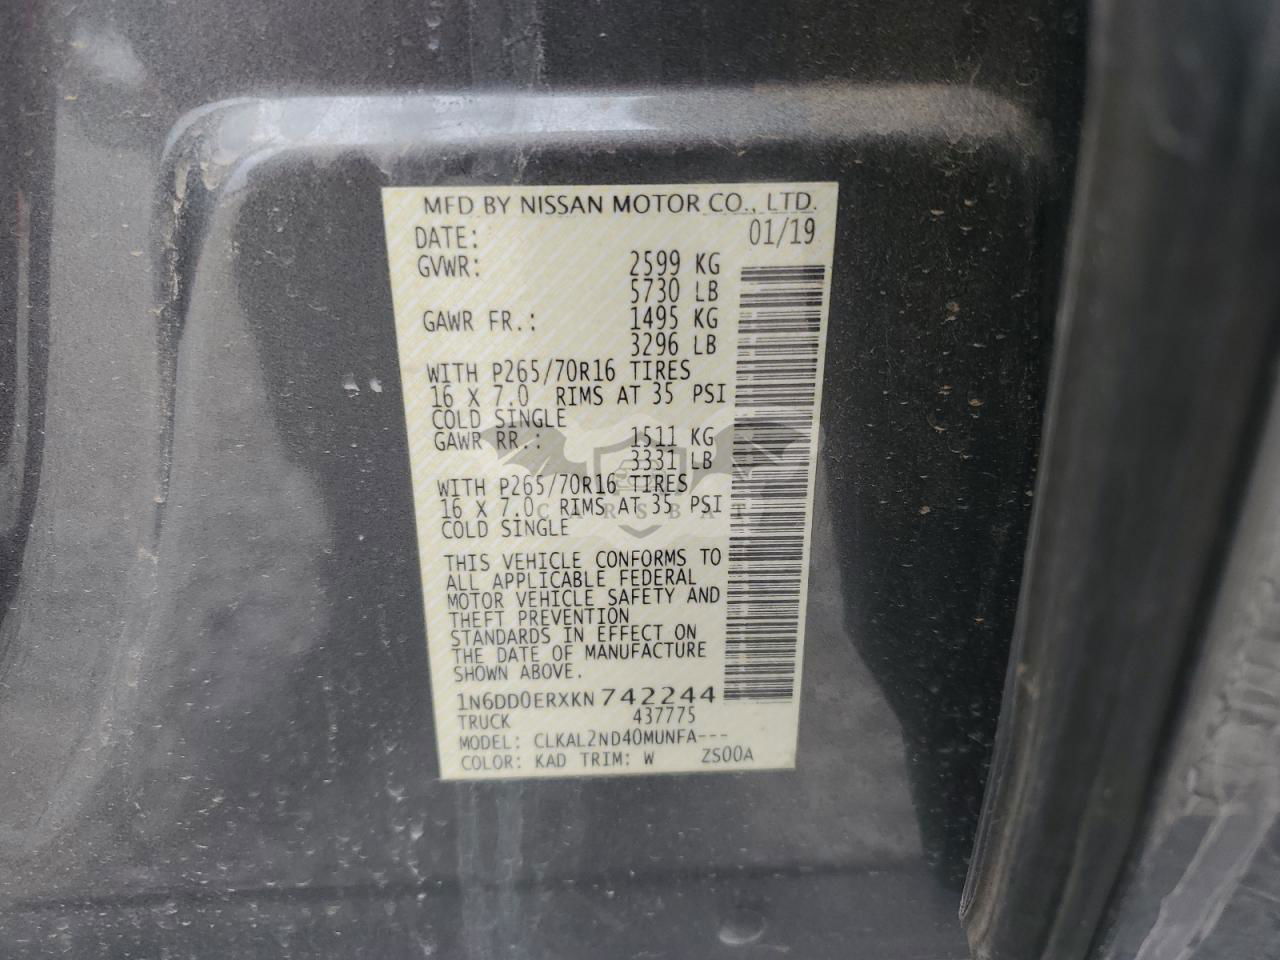 MFD BY NISSAN MOTOR CO., LTD.
DATE: 01/19
GVWR: 2599 KG
5730 LB
GAWR FR.: 1495 KG
3296 LB
WITH P265/70R16 TIRES
16 X 7.0 RIMS AT 35 PSI
COLD SINGLE
GAWR RR.: 1511 KG
3331 LB
WITH P265/70R16 TIRES
16 X 7.0 RIMS AT 35 PSI
CARSBAT
COLD SINGLE
THIS VEHICLE CONFORMS TO
ALL APPLICABLE FEDERAL
MOTOR VEHICLE SAFETY AND
THEFT PREVENTION
STANDARDS IN EFFECT ON
THE DATE OF MANUFACTURE
SHOWN ABOVE.
1N6DD0ERXKN 742244
TRUCK 437775
MODEL: CLKAL2ND40MUNFA---
COLOR: KAD TRIM: W ZS00A